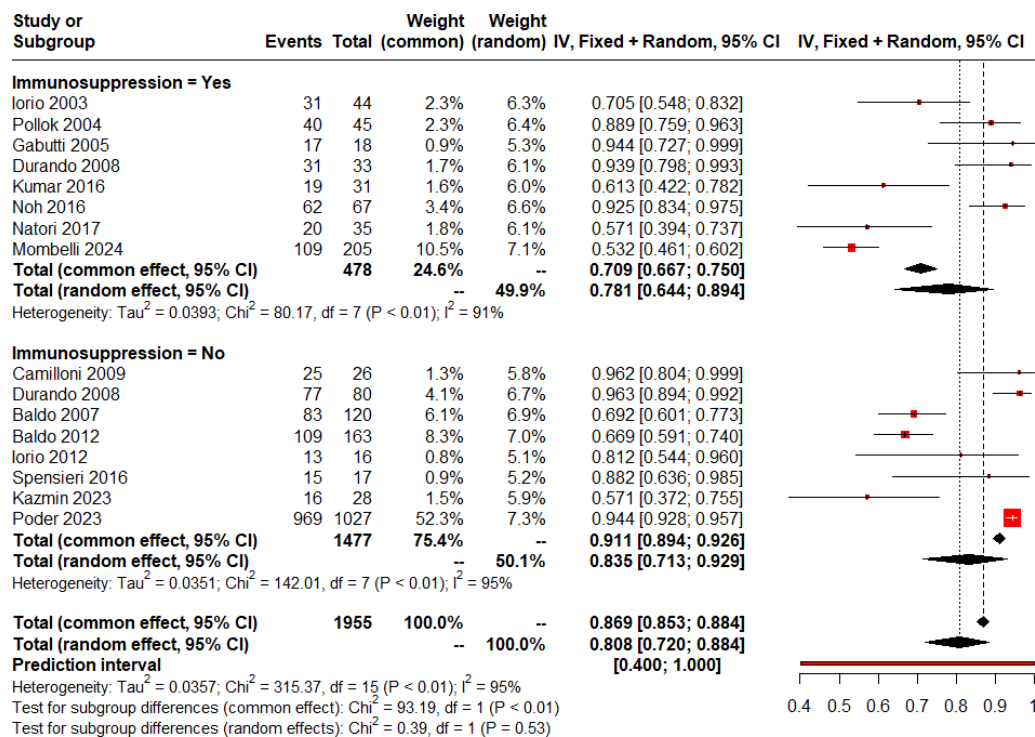 Study or Subgroup Events Total Weight (common) Weight (random) IV, Fixed + Random, 95% CI IV, Fixed + Random, 95% CI
Immunosuppression = Yes
Iorio 2003 31 44 2.3% 6.3% 0.705 [0.548; 0.832]
Pollok 2004 40 45 2.3% 6.4% 0.889 [0.759; 0.963]
Gabutti 2005 17 18 0.9% 5.3% 0.944 [0.727; 0.999]
Durando 2008 31 33 1.7% 6.1% 0.939 [0.798; 0.993]
Kumar 2016 19 31 1.6% 6.0% 0.613 [0.422; 0.782]
Noh 2016 62 67 3.4% 6.6% 0.925 [0.834; 0.975]
Natori 2017 20 35 1.8% 6.1% 0.571 [0.394; 0.737]
Mombelli 2024 109 205 10.5% 7.1% 0.532 [0.461; 0.602]
Total (common effect, 95% CI) 478 24.6% -- 0.709 [0.667; 0.750]
Total (random effect, 95% CI) -- 49.9% 0.781 [0.644; 0.894]
Heterogeneity: Tau² = 0.0393; Chi² = 80.17, df = 7 (P < 0.01); I² = 91%
Immunosuppression = No
Camilloni 2009 25 26 1.3% 5.8% 0.962 [0.804; 0.999]
Durando 2008 77 80 4.1% 6.7% 0.963 [0.894; 0.992]
Baldo 2007 83 120 6.1% 6.9% 0.692 [0.601; 0.773]
Baldo 2012 109 163 8.3% 7.0% 0.669 [0.591; 0.740]
Iorio 2012 13 16 0.8% 5.1% 0.812 [0.544; 0.960]
Spensieri 2016 15 17 0.9% 5.2% 0.882 [0.636; 0.985]
Kazmin 2023 16 28 1.5% 5.9% 0.571 [0.372; 0.755]
Poder 2023 969 1027 52.3% 7.3% 0.944 [0.928; 0.957]
Total (common effect, 95% CI) 1477 75.4% -- 0.911 [0.894; 0.926]
Total (random effect, 95% CI) -- 50.1% 0.835 [0.713; 0.929]
Heterogeneity: Tau² = 0.0351; Chi² = 142.01, df = 7 (P < 0.01); I² = 95%
Total (common effect, 95% CI) 1955 100.0% -- 0.869 [0.853; 0.884]
Total (random effect, 95% CI) -- 100.0% 0.808 [0.720; 0.884]
Prediction interval [0.400; 1.000]
Heterogeneity: Tau² = 0.0357; Chi² = 315.37, df = 15 (P < 0.01); I² = 95%
Test for subgroup differences (common effect): Chi² = 93.19, df = 1 (P < 0.01)
Test for subgroup differences (random effects): Chi² = 0.39, df = 1 (P = 0.53)
0.4 0.5 0.6 0.7 0.8 0.9 1